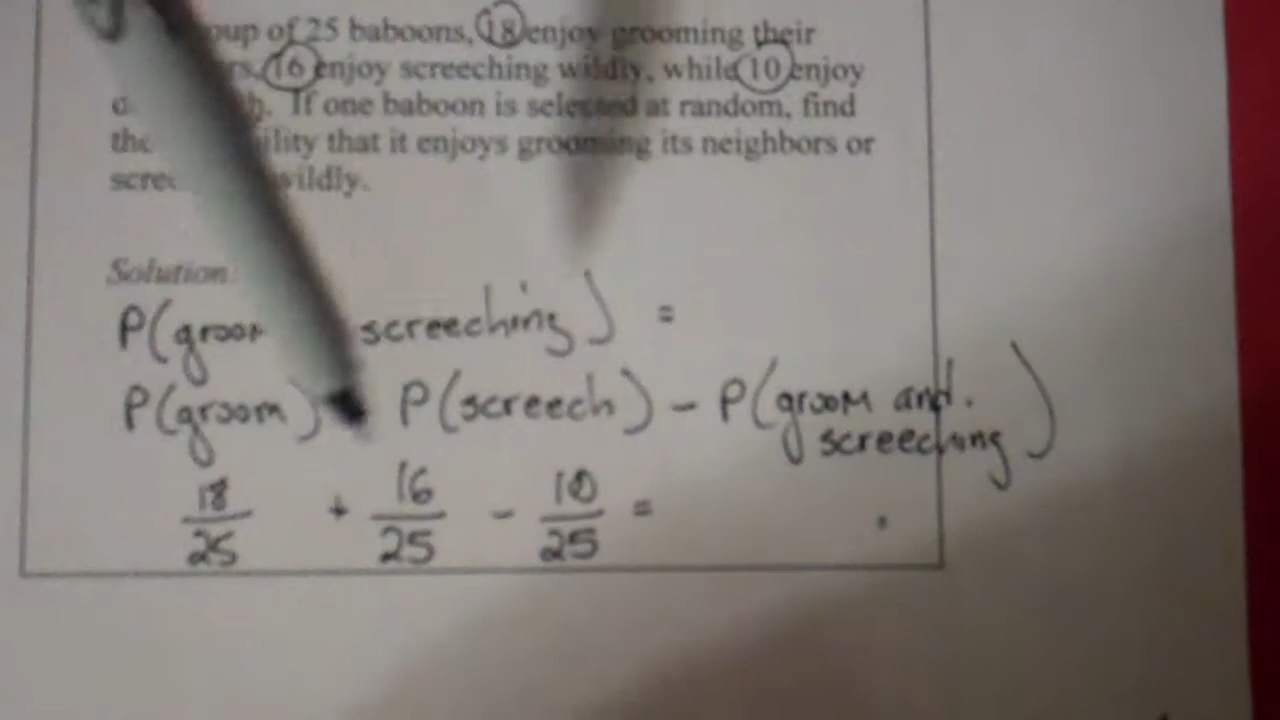 of 25 baboons, 18 enjoy grooming their
16 enjoy screeching wildly, while 10 enjoy
If one baboon is selected at random, find
that it enjoys grooming its neighbors or
wildly.
Solution
P( screeching) =
P(groom) P(screech) - P(groom and.
screeching)
18/25 + 16/25 - 10/25 =